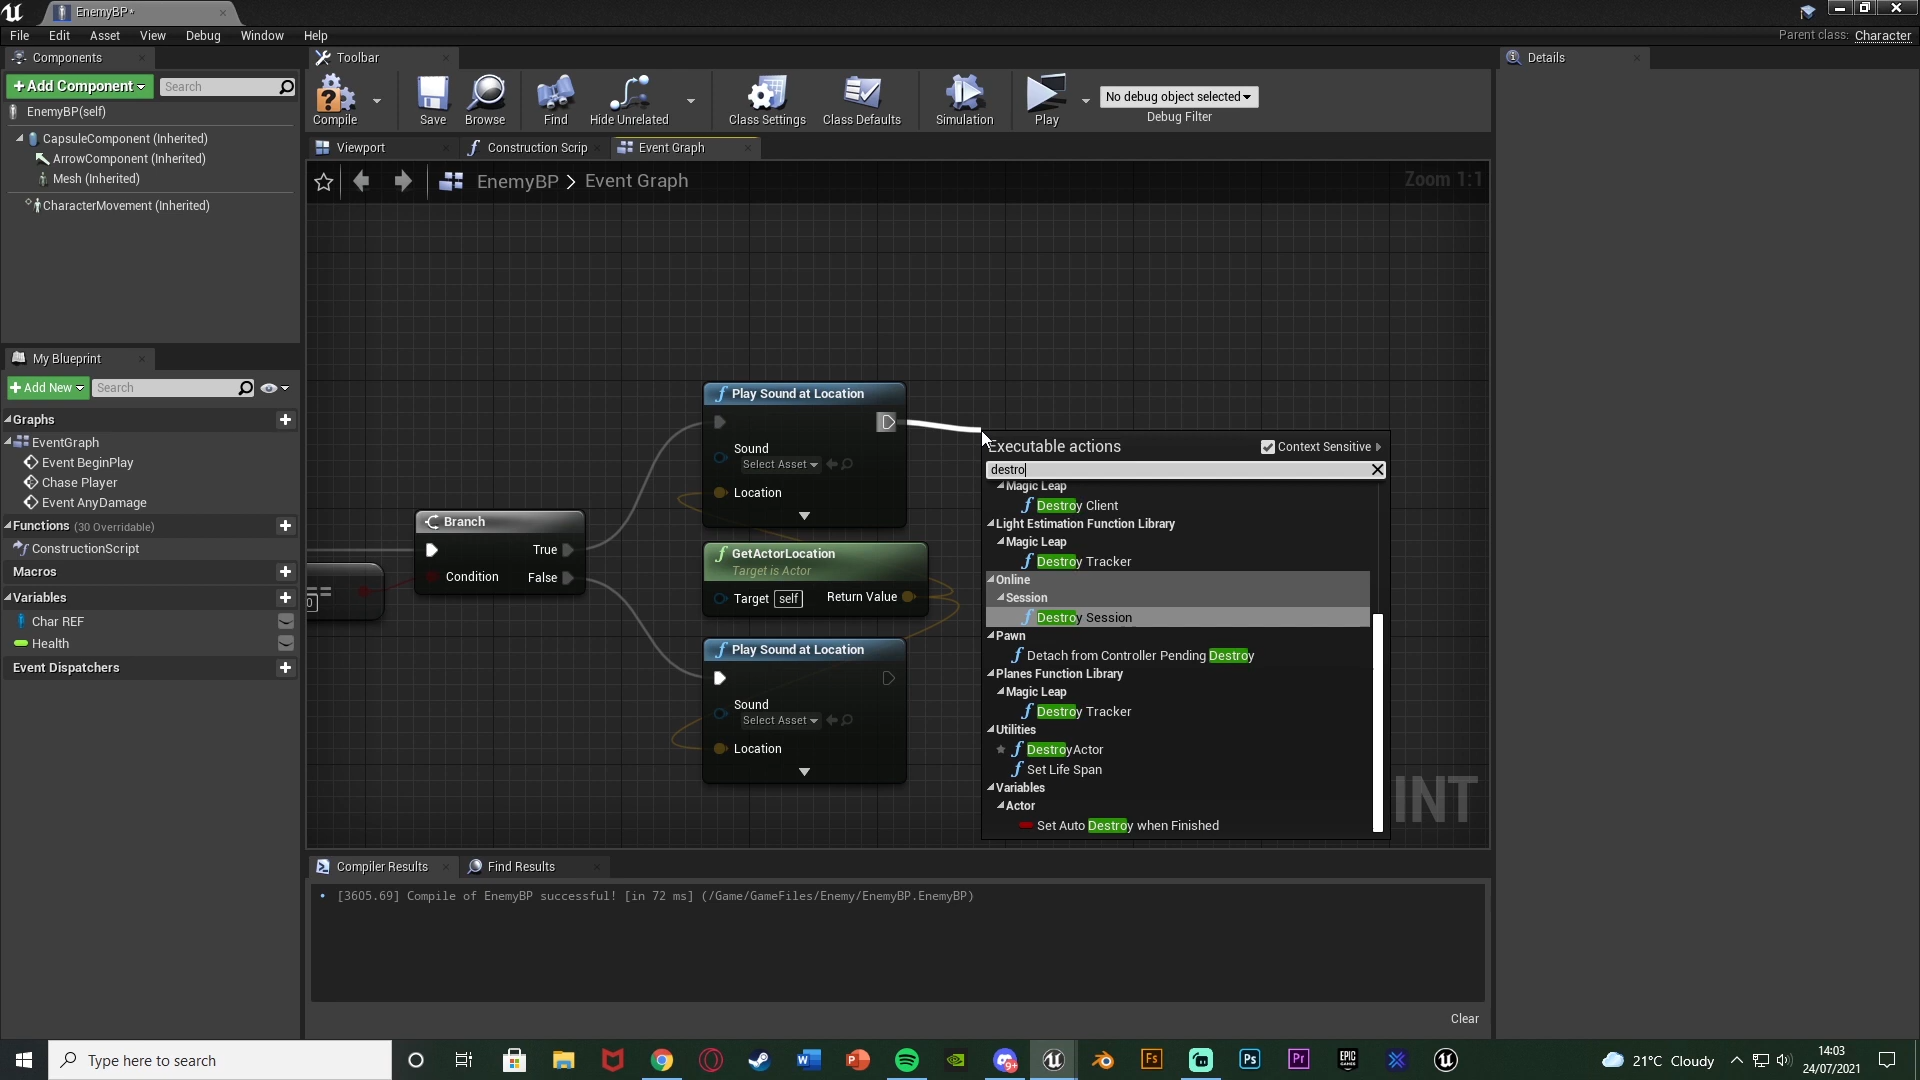 EnemyBP*
File Edit Asset View Debug Window Help
Parent class: Character
Components
Toolbar
Details
+Add Component
Search
Compile
Save
Browse
Find
Hide Unrelated
Class Settings
Class Defaults
Simulation
Play
No debug object selected
Debug Filter
EnemyBP(self)
CapsuleComponent (Inherited)
ArrowComponent (Inherited)
Mesh (Inherited)
CharacterMovement (Inherited)
Viewport
Construction Scrip
Event Graph
EnemyBP > Event Graph
Zoom 1:1
My Blueprint
+Add New
Search
Graphs
EventGraph
Event BeginPlay
Chase Player
Event AnyDamage
Functions (30 Overridable)
ConstructionScript
Macros
Variables
Char REF
Health
Event Dispatchers
==
0
Branch
True
Condition
False
Play Sound at Location
Sound
Select Asset
Location
GetActorLocation
Target is Actor
Target self
Return Value
Play Sound at Location
Sound
Select Asset
Location
Executable actions
Context Sensitive
destro
Magic Leap
Destroy Client
Light Estimation Function Library
Magic Leap
Destroy Tracker
Online
Session
Destroy Session
Pawn
Detach from Controller Pending Destroy
Planes Function Library
Magic Leap
Destroy Tracker
Utilities
DestroyActor
Set Life Span
Variables
Actor
Set Auto Destroy when Finished
INT
Compiler Results
Find Results
[3605.69] Compile of EnemyBP successful! [in 72 ms] (/Game/GameFiles/Enemy/EnemyBP.EnemyBP)
Clear
Type here to search
21°C Cloudy
14:03
24/07/2021